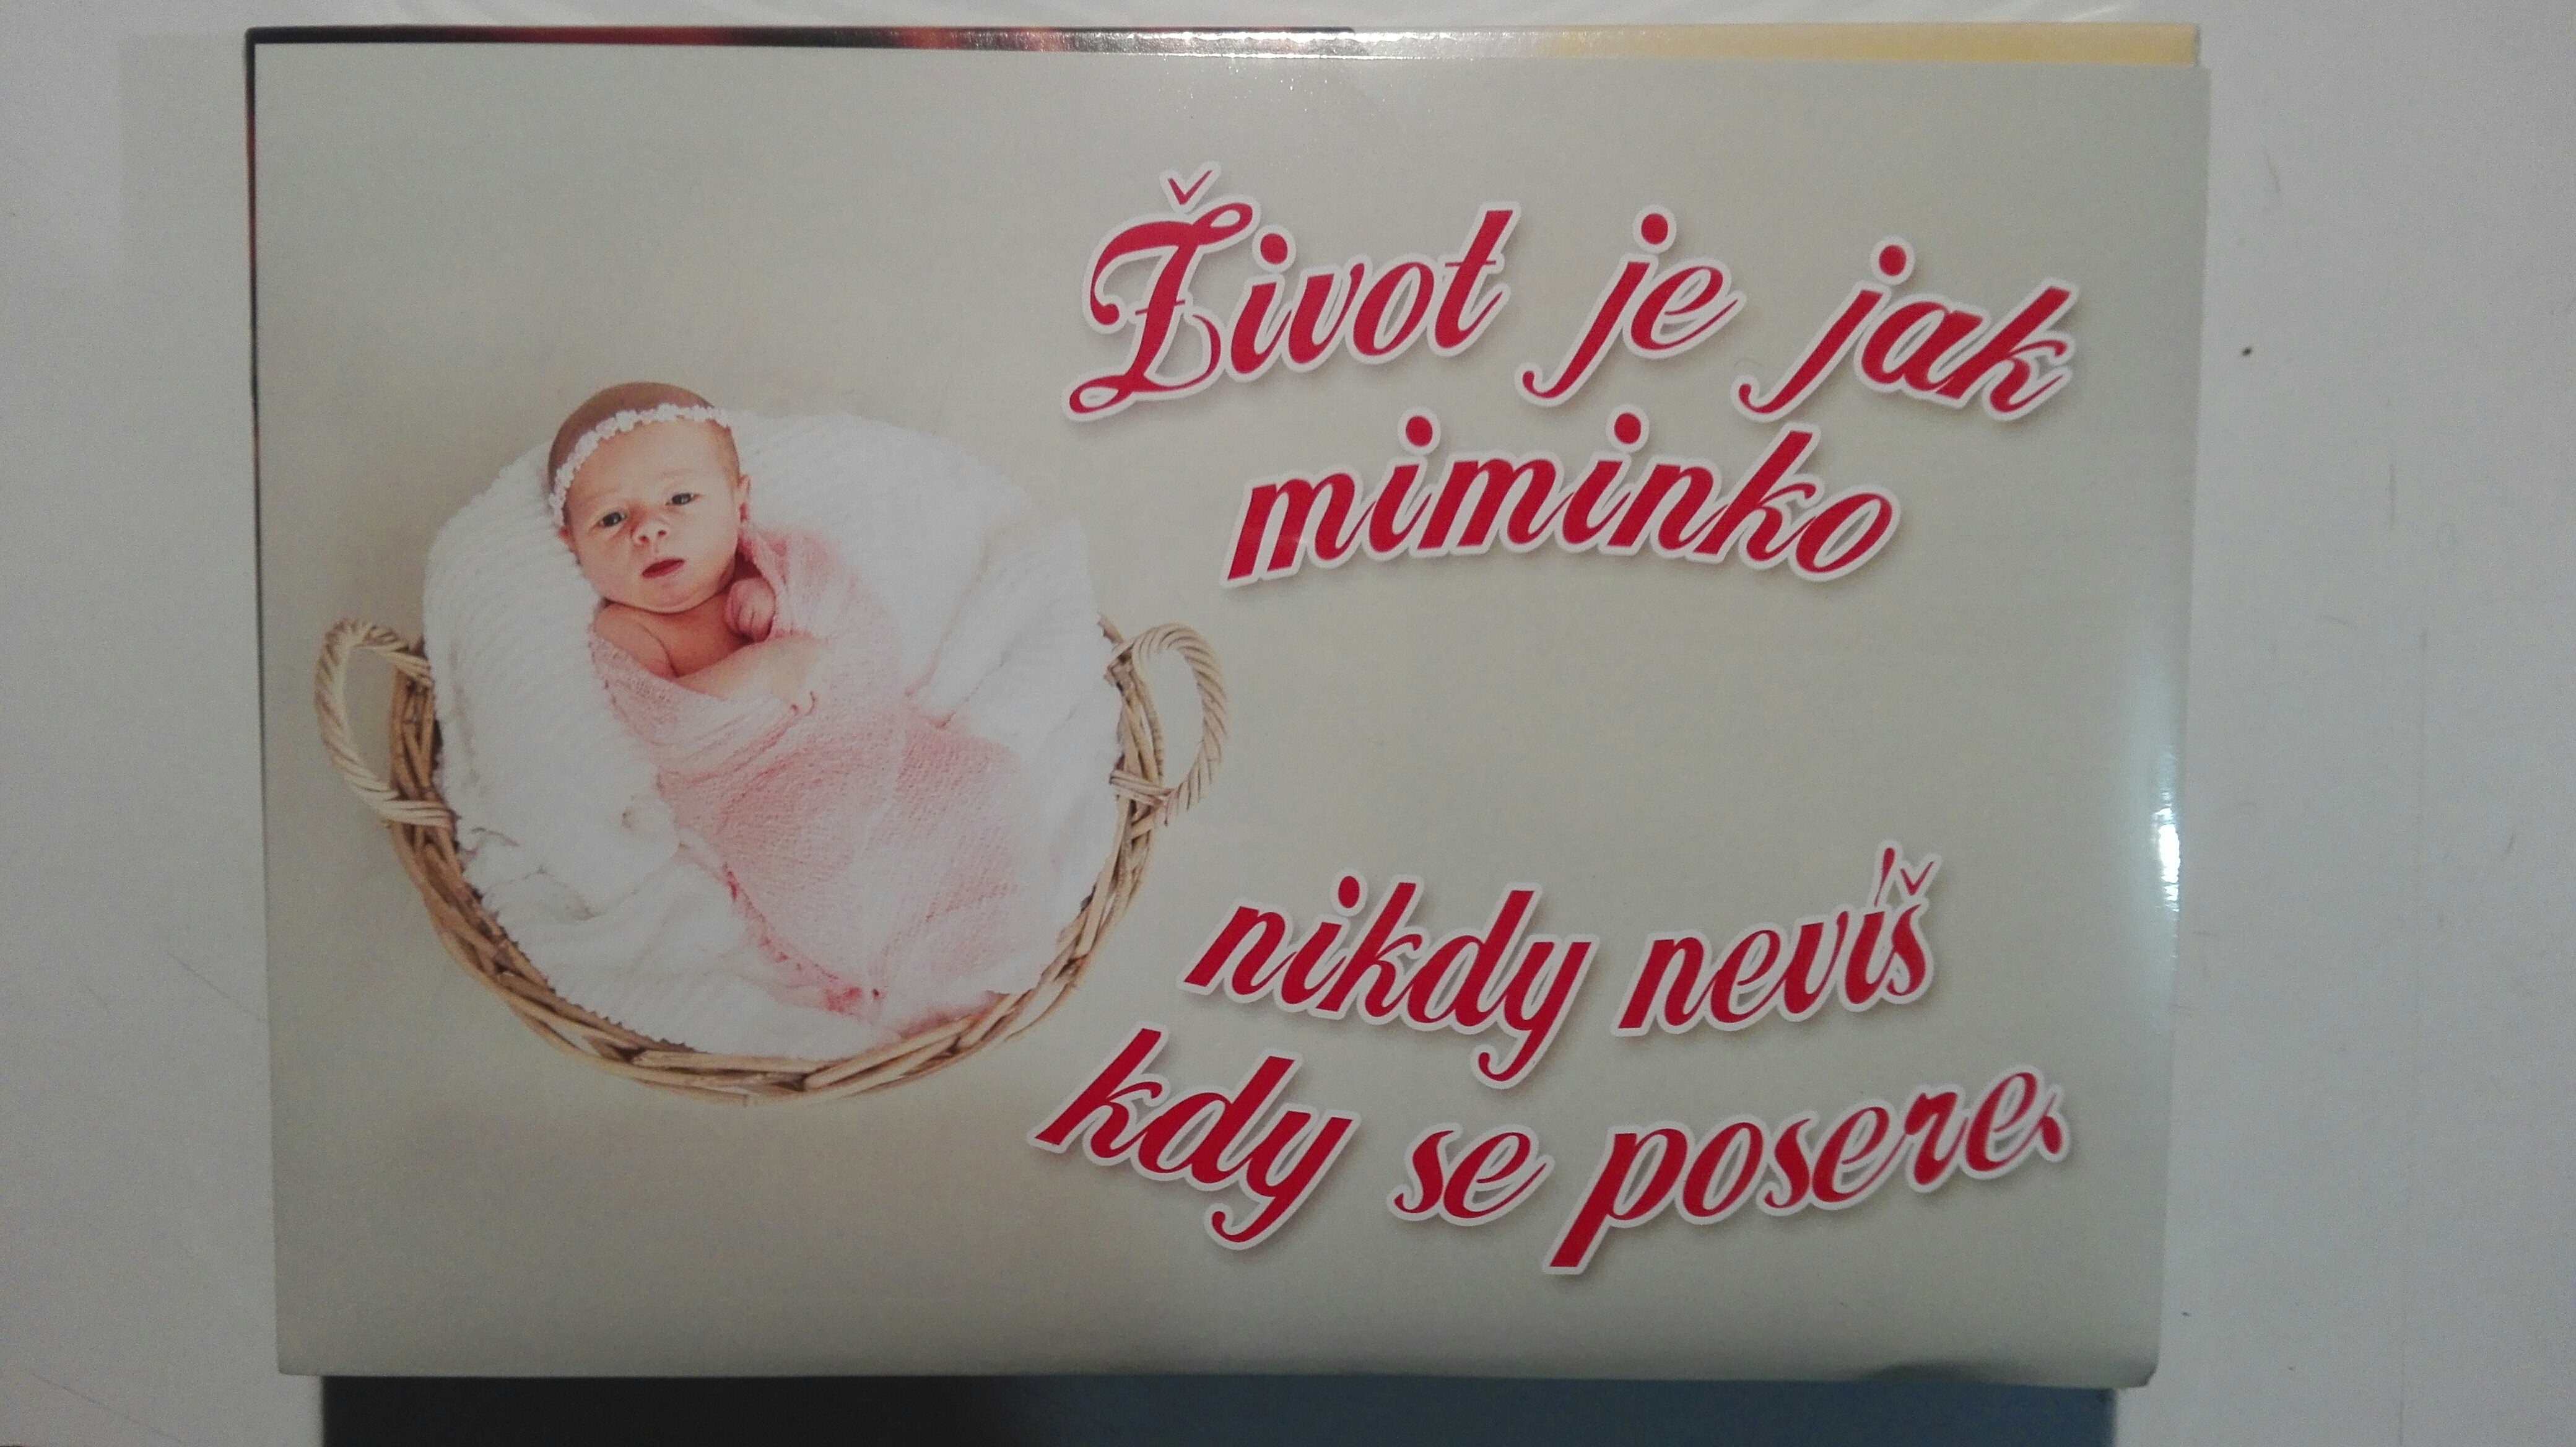 Život je jak
miminko
nikdy nevíš
kdy se posere.